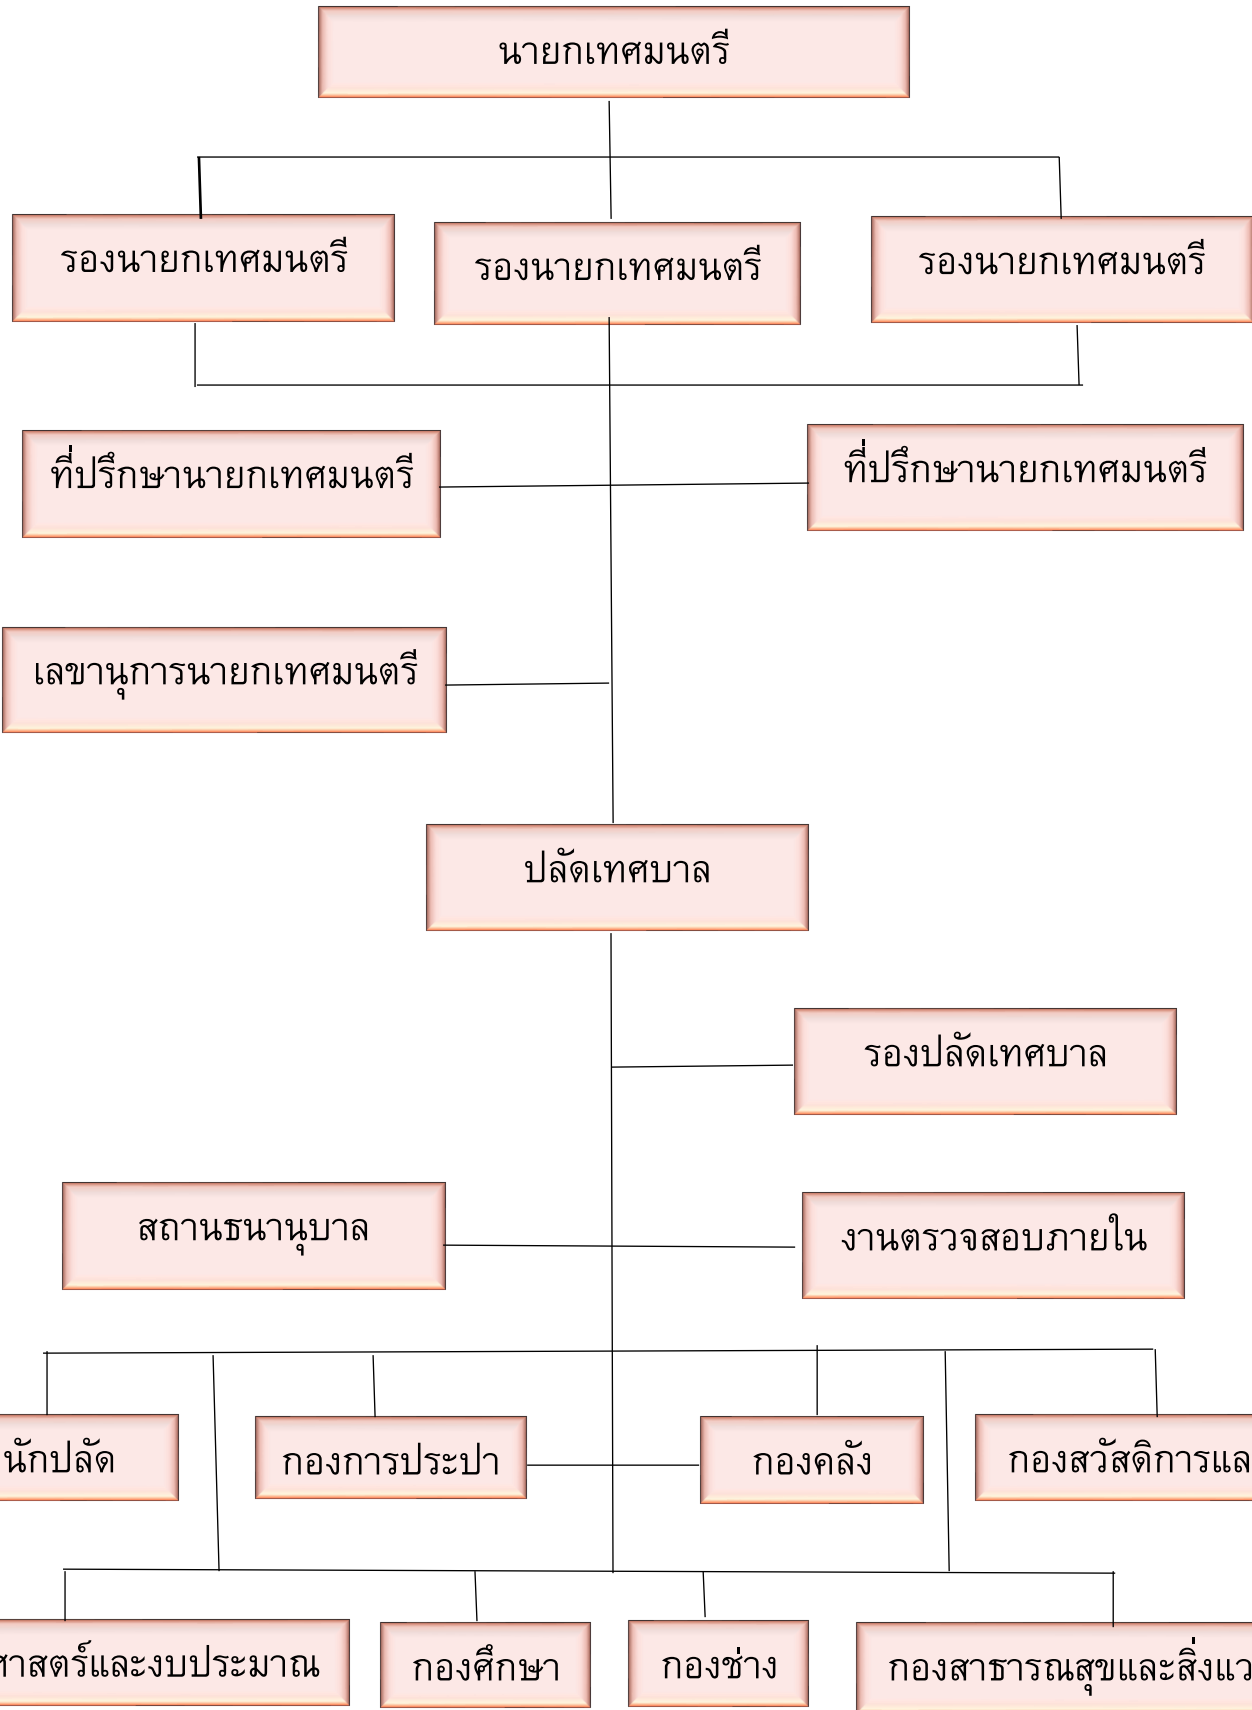 นายกเทศมนตรี
รองนายกเทศมนตรี
รองนายกเทศมนตรี
รองนายกเทศมนตรี
ที่ปรึกษานายกเทศมนตรี
ที่ปรึกษานายกเทศมนตรี
เลขานุการนายกเทศมนตรี
ปลัดเทศบาล
รองปลัดเทศบาล
สถานธนานุบาล
งานตรวจสอบภายใน
นักปลัด
กองการประปา
กองคลัง
กองสวัสดิการแล
ศาสตร์และงบประมาณ
กองศึกษา
กองช่าง
กองสาธารณสุขและสิ่งแว